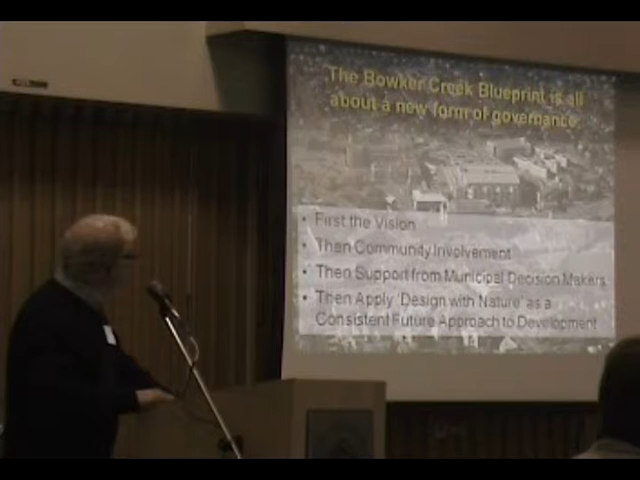 The Bowker Creek Blueprint is all
about a new form of governance:
• First the Vision
• Then Community Involvement
• Then Support from Municipal Decision Makers
• Then Apply 'Design with Nature' as a
Consistent Future Approach to Development